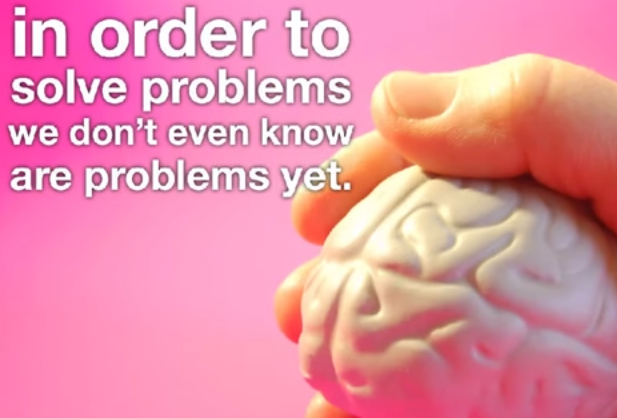 in order to
solve problems
we don't even know
are problems yet.